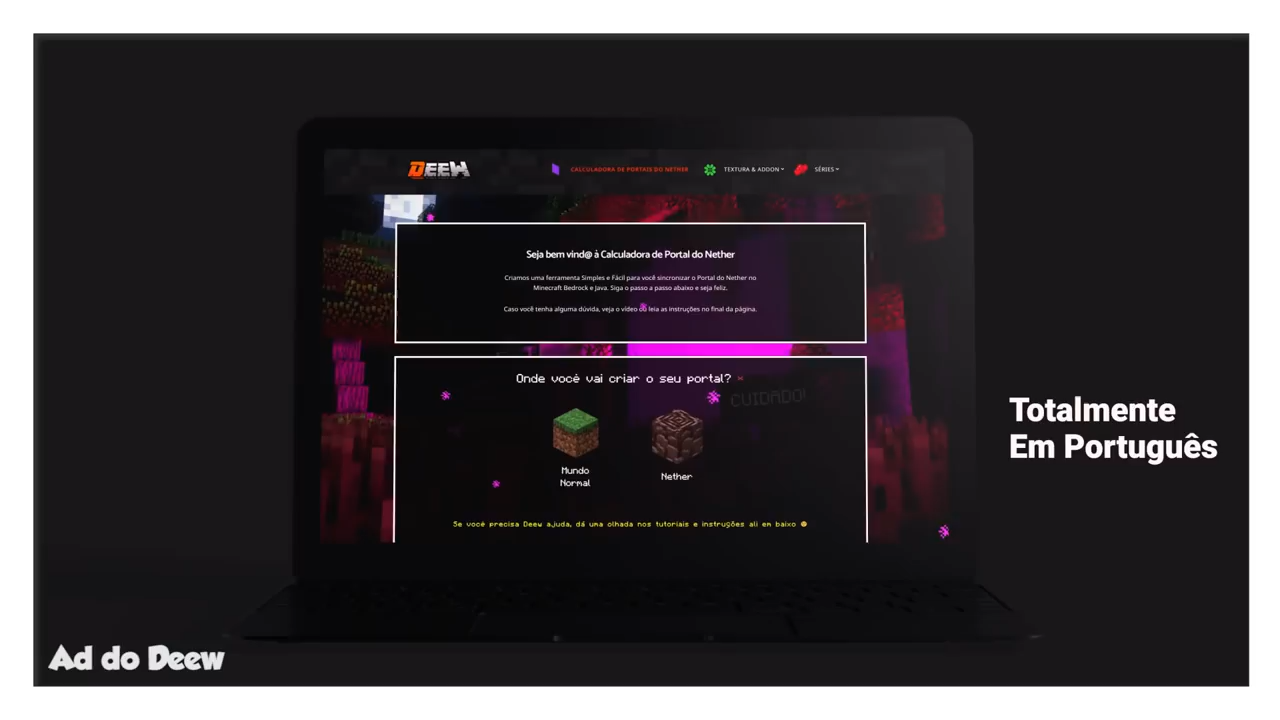 DEEW
CALCULADORA DE PORTAIS DO NETHER
TEXTURA & ADDON
SÉRIES
Seja bem vind@ à Calculadora de Portal do Nether
Criamos uma ferramenta Simples e Fácil para você sincronizar o Portal do Nether no
Minecraft Bedrock e Java. Siga o passo a passo abaixo e seja feliz.
Caso você tenha alguma dúvida, veja o vídeo ou leia as instruções no final da página.
Onde você vai criar o seu portal? *
CUIDADO!
Mundo
Normal
Nether
Se você precisa Deew ajuda, dá uma olhada nos tutoriais e instruções ali em baixo
Totalmente
Em Português
Ad do Deew